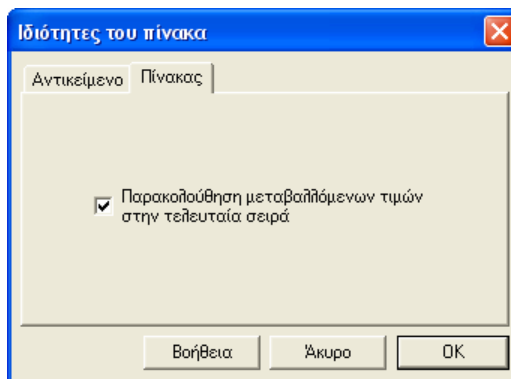 Ιδιότητες του πίνακα
Αντικείμενο Πίνακας
Παρακολούθηση μεταβαλλόμενων τιμών
στην τελευταία σειρά
Βοήθεια Άκυρο OK